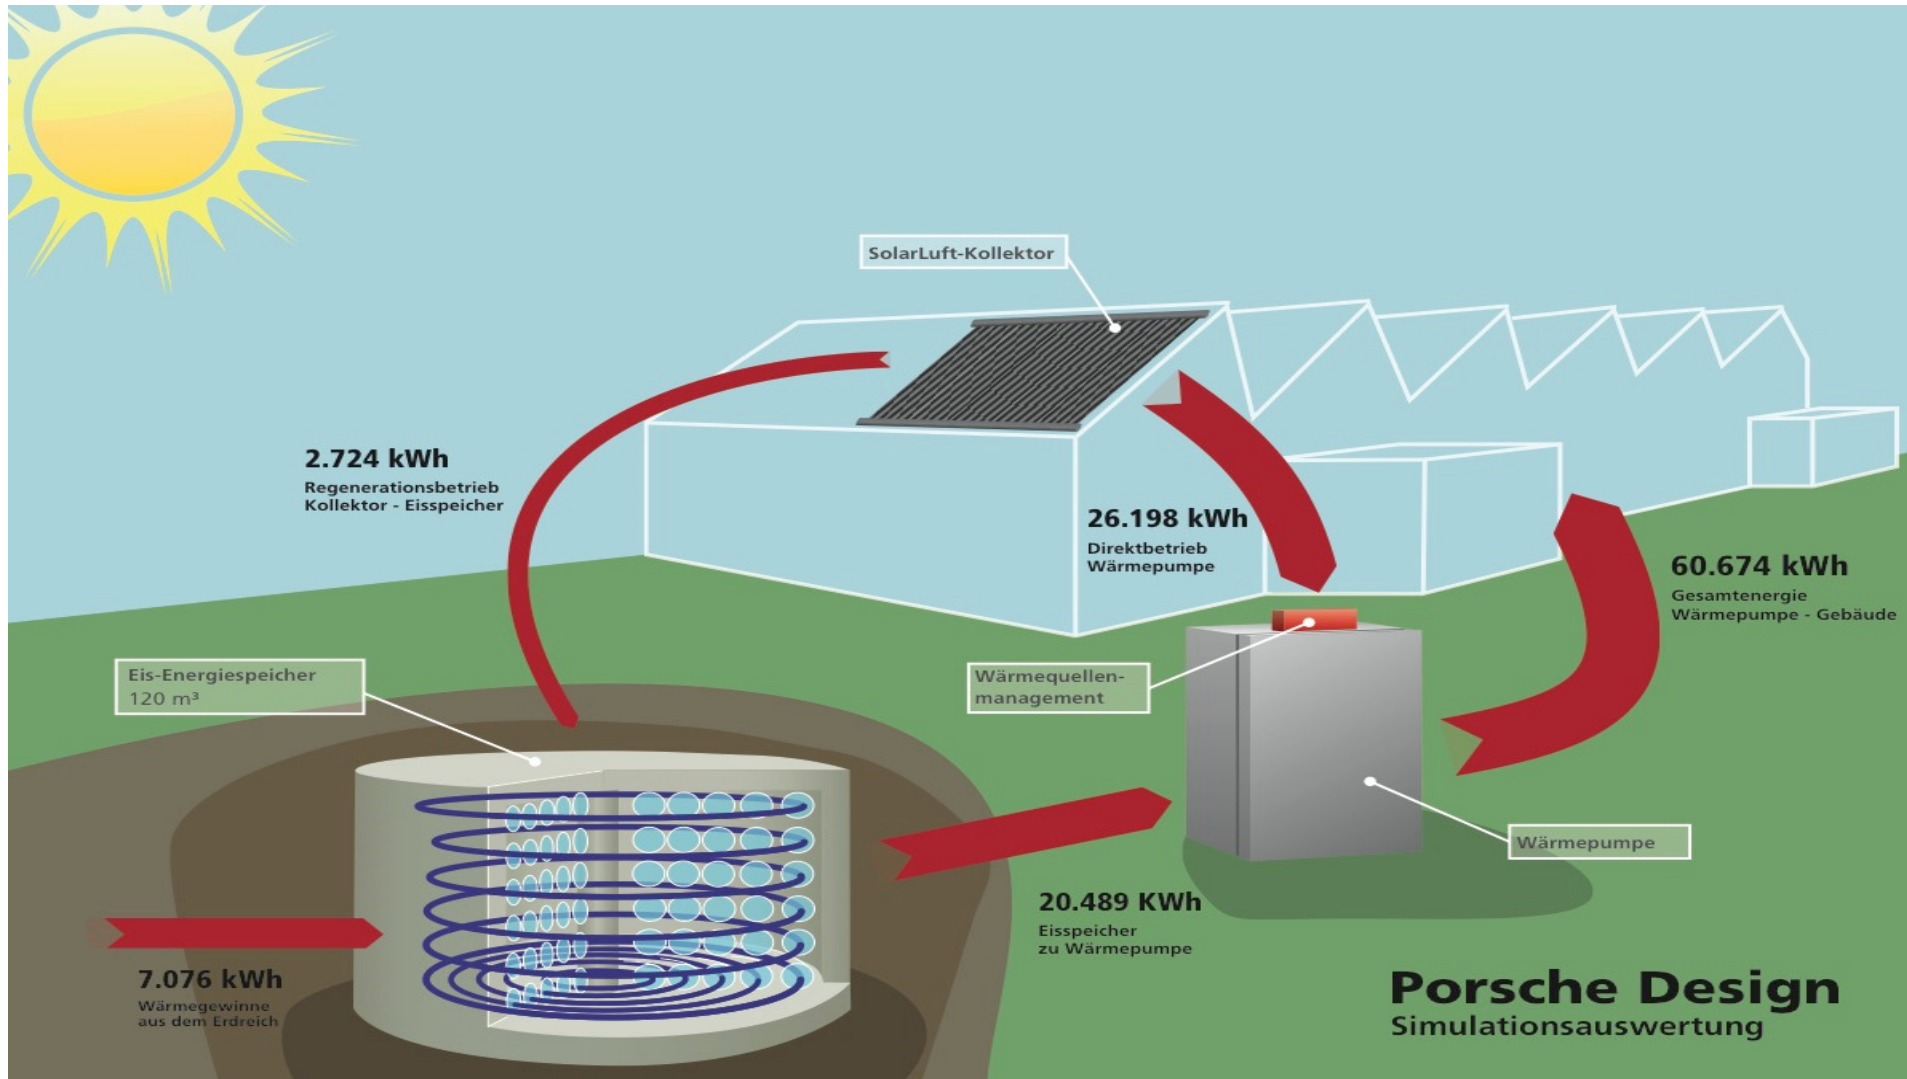 SolarLuft-Kollektor
2.724 kWh
Regenerationsbetrieb
Kollektor - Eisspeicher
26.198 kWh
Direktbetrieb
Wärmepumpe
60.674 kWh
Gesamtenergie
Wärmepumpe - Gebäude
Eis-Energiespeicher
120 m³
Wärmequellen-
management
Wärmepumpe
20.489 KWh
Eisspeicher
zu Wärmepumpe
7.076 kWh
Wärmegewinne
aus dem Erdreich
Porsche Design
Simulationsauswertung